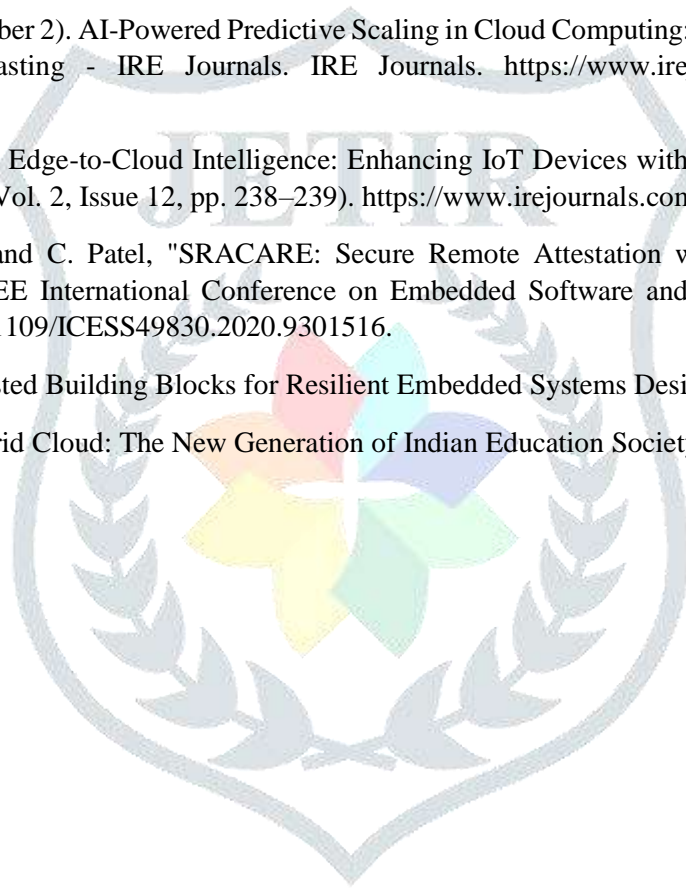 ber 2). AI-Powered Predictive Scaling in Cloud Computing:
asting - IRE Journals. IRE Journals. https://www.ire
JETIR
Edge-to-Cloud Intelligence: Enhancing IoT Devices with
Vol. 2, Issue 12, pp. 238–239). https://www.irejournals.com
and C. Patel, "SRACARE: Secure Remote Attestation w
EE International Conference on Embedded Software and
109/ICESS49830.2020.9301516.
sted Building Blocks for Resilient Embedded Systems Desi
rid Cloud: The New Generation of Indian Education Society